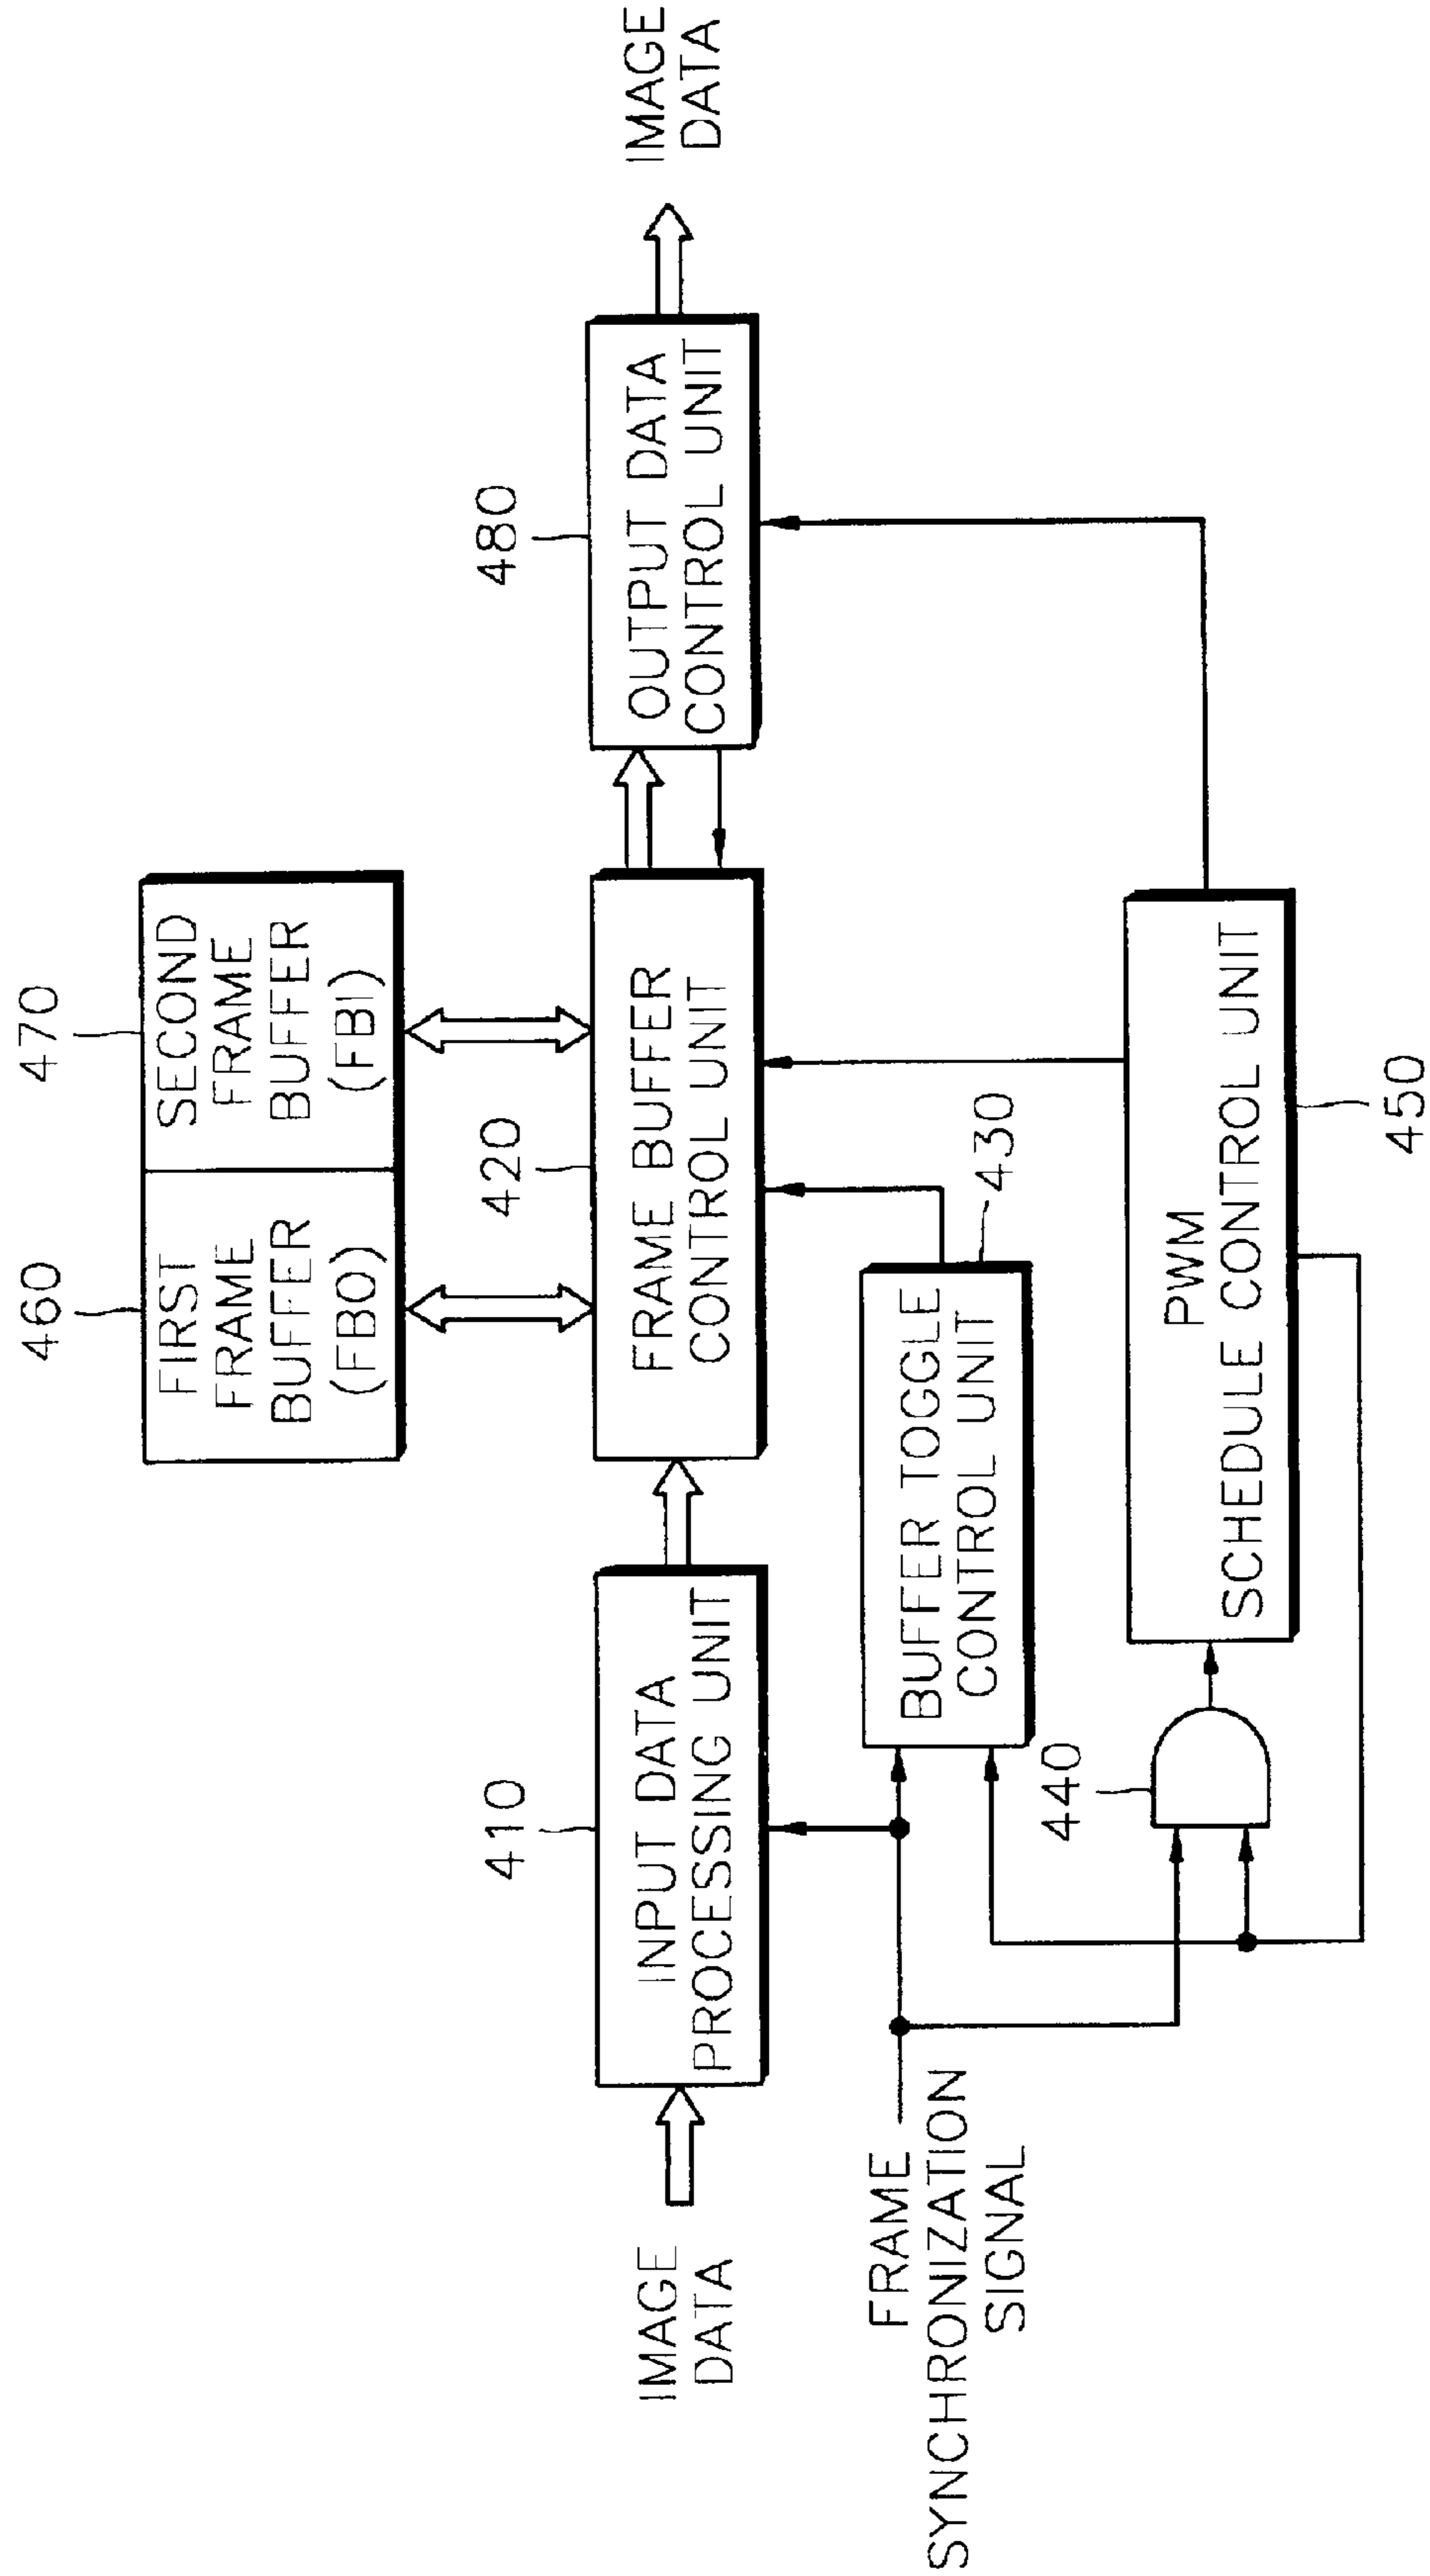 460
470
FIRST
FRAME
BUFFER
(FB0)
SECOND
FRAME
BUFFER
(FB1)
410
420
480
IMAGE
DATA
INPUT DATA
PROCESSING UNIT
FRAME BUFFER
CONTROL UNIT
OUTPUT DATA
CONTROL UNIT
IMAGE
DATA
FRAME
SYNCHRONIZATION
SIGNAL
BUFFER TOGGLE
CONTROL UNIT
430
440
PWM
SCHEDULE CONTROL UNIT
450